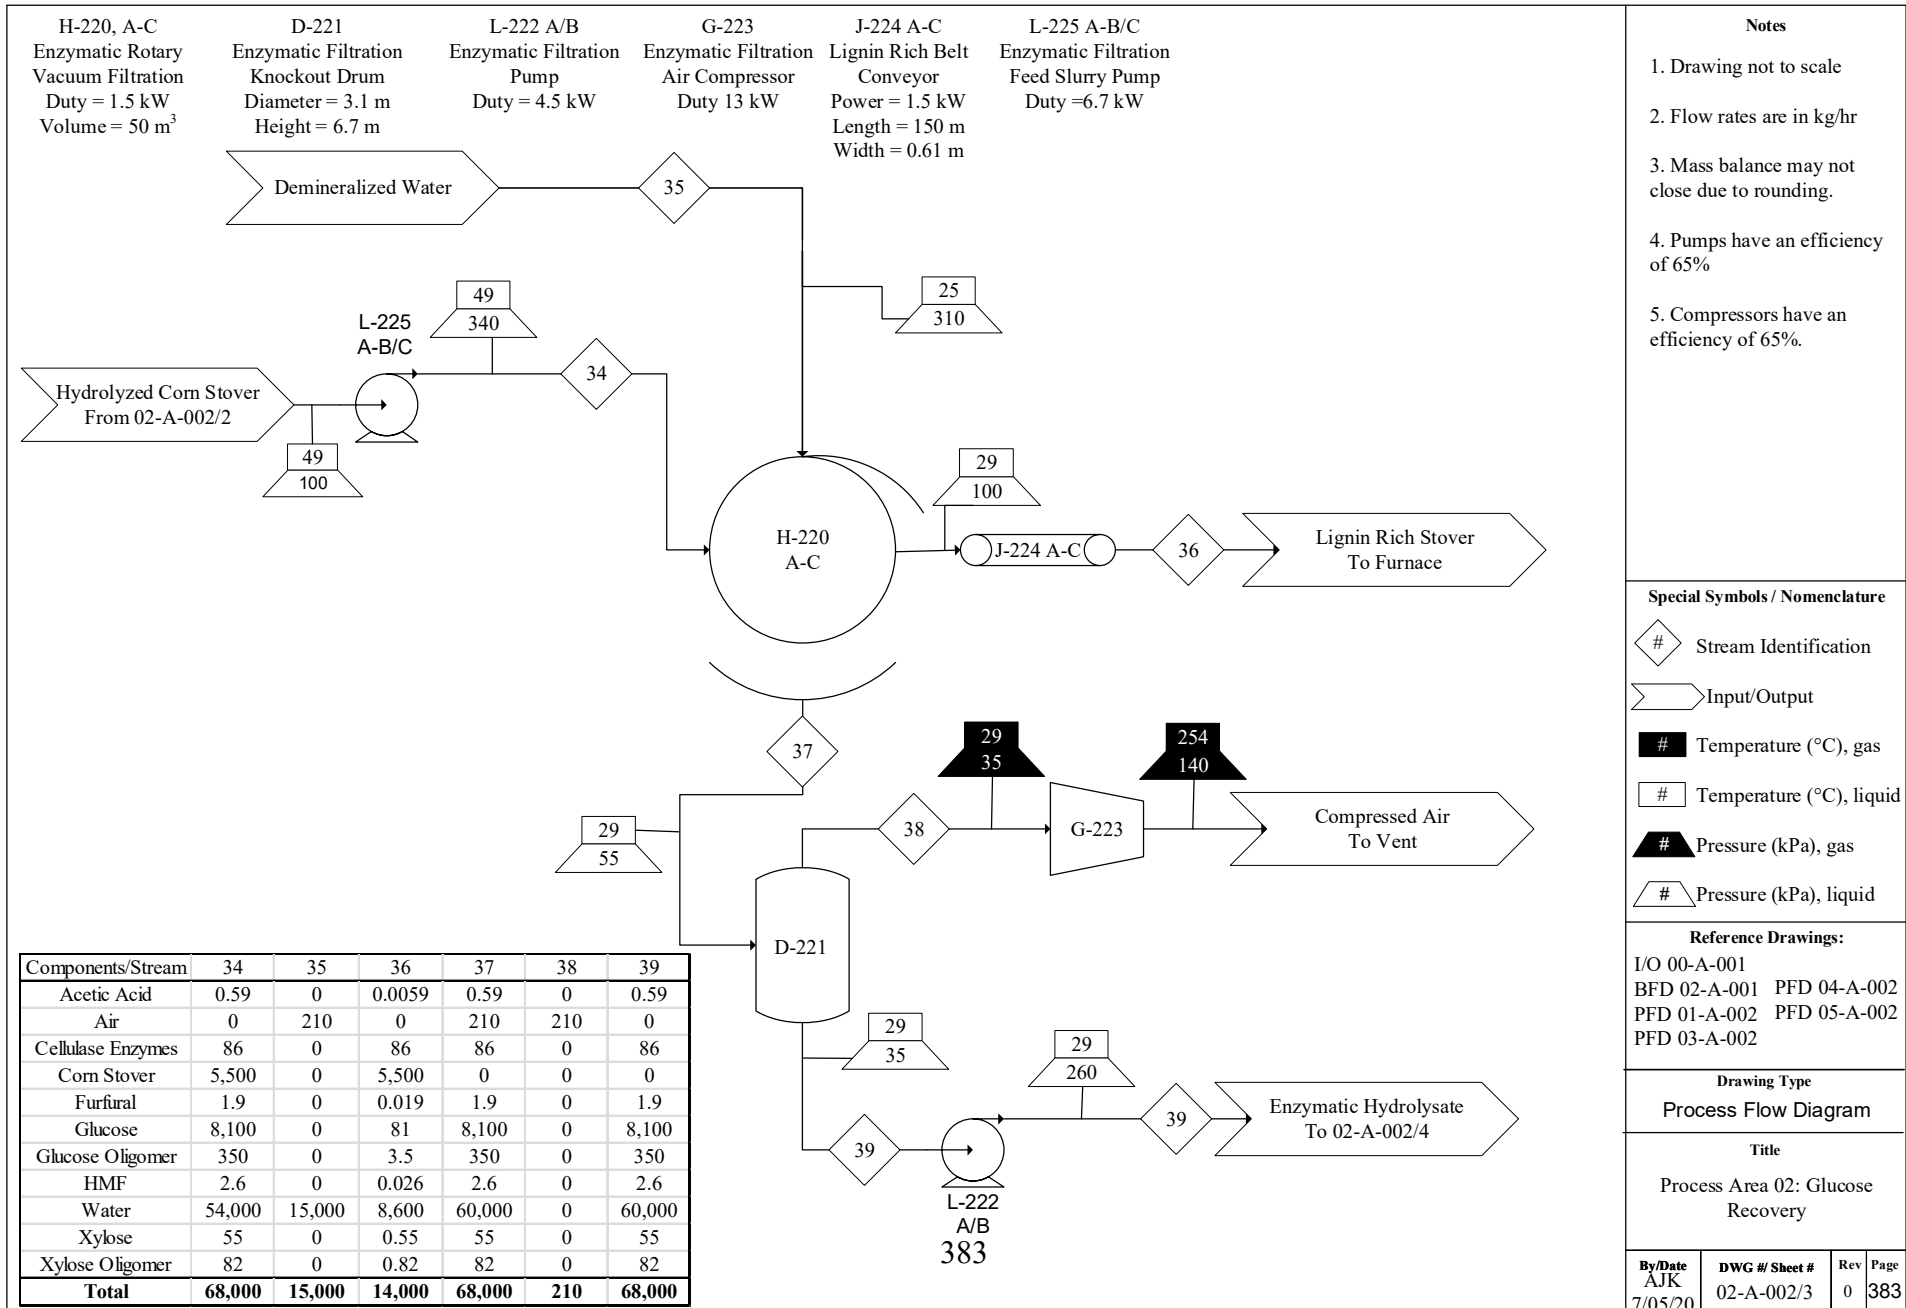 H-220, A-C
Enzymatic Rotary
Vacuum Filtration
Duty = 1.5 kW
Volume = 50 m³
D-221
Enzymatic Filtration
Knockout Drum
Diameter = 3.1 m
Height = 6.7 m
L-222 A/B
Enzymatic Filtration
Pump
Duty = 4.5 kW
G-223
Enzymatic Filtration
Air Compressor
Duty 13 kW
J-224 A-C
Lignin Rich Belt
Conveyor
Power = 1.5 kW
Length = 150 m
Width = 0.61 m
L-225 A-B/C
Enzymatic Filtration
Feed Slurry Pump
Duty =6.7 kW
Demineralized Water
35
25
310
49
340
L-225
A-B/C
34
Hydrolyzed Corn Stover
From 02-A-002/2
49
100
H-220
A-C
29
100
J-224 A-C
36
Lignin Rich Stover
To Furnace
37
29
55
38
29
35
G-223
254
140
Compressed Air
To Vent
D-221
29
35
39
L-222
A/B
383
29
260
39
Enzymatic Hydrolysate
To 02-A-002/4
Components/Stream 34 35 36 37 38 39
Acetic Acid 0.59 0 0.0059 0.59 0 0.59
Air 0 210 0 210 210 0
Cellulase Enzymes 86 0 86 86 0 86
Corn Stover 5,500 0 5,500 0 0 0
Furfural 1.9 0 0.019 1.9 0 1.9
Glucose 8,100 0 81 8,100 0 8,100
Glucose Oligomer 350 0 3.5 350 0 350
HMF 2.6 0 0.026 2.6 0 2.6
Water 54,000 15,000 8,600 60,000 0 60,000
Xylose 55 0 0.55 55 0 55
Xylose Oligomer 82 0 0.82 82 0 82
Total 68,000 15,000 14,000 68,000 210 68,000
Notes
1. Drawing not to scale
2. Flow rates are in kg/hr
3. Mass balance may not
close due to rounding.
4. Pumps have an efficiency
of 65%
5. Compressors have an
efficiency of 65%.
Special Symbols / Nomenclature
# Stream Identification
Input/Output
# Temperature (°C), gas
# Temperature (°C), liquid
# Pressure (kPa), gas
# Pressure (kPa), liquid
Reference Drawings:
I/O 00-A-001
BFD 02-A-001 PFD 04-A-002
PFD 01-A-002 PFD 05-A-002
PFD 03-A-002
Drawing Type
Process Flow Diagram
Title
Process Area 02: Glucose
Recovery
By/Date
AJK
7/05/20
DWG #/ Sheet #
02-A-002/3
Rev
0
Page
383